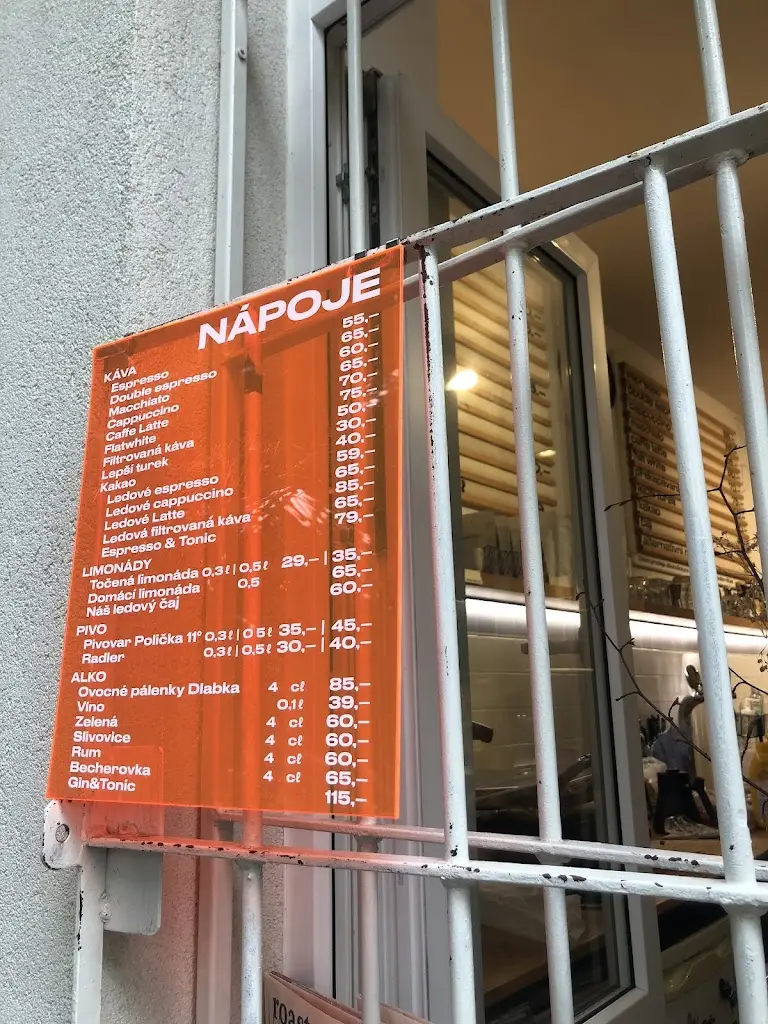 NÁPOJE
KÁVA
Espresso 55,–
Double espresso 65,–
Macchiato 60,–
Cappuccino 65,–
Caffe Latte 70,–
Flatwhite 75,–
Filtrovaná káva 50,–
Lepší turek 30,–
Kakao 40,–
Ledové espresso 59,–
Ledové cappuccino 65,–
Ledové Latte 85,–
Ledová filtrovaná káva 65,–
Espresso & Tonic 79,–
LIMONÁDY
Točená limonáda 0,3ℓ | 0,5ℓ 29,– | 35,–
Domácí limonáda 0,5 65,–
Náš ledový čaj 60,–
PIVO
Pivovar Polička 11° 0,3ℓ | 0 5ℓ 35,– | 45,–
Radler 0,3ℓ | 0,5ℓ 30,– | 40,–
ALKO
Ovocné pálenky Dlabka 4 cℓ 85,–
Víno 0,1ℓ 39,–
Zelená 4 cℓ 60,–
Slivovice 4 cℓ 60,–
Rum 4 cℓ 60,–
Becherovka 4 cℓ 65,–
Gin&Tonic 115,–
roast